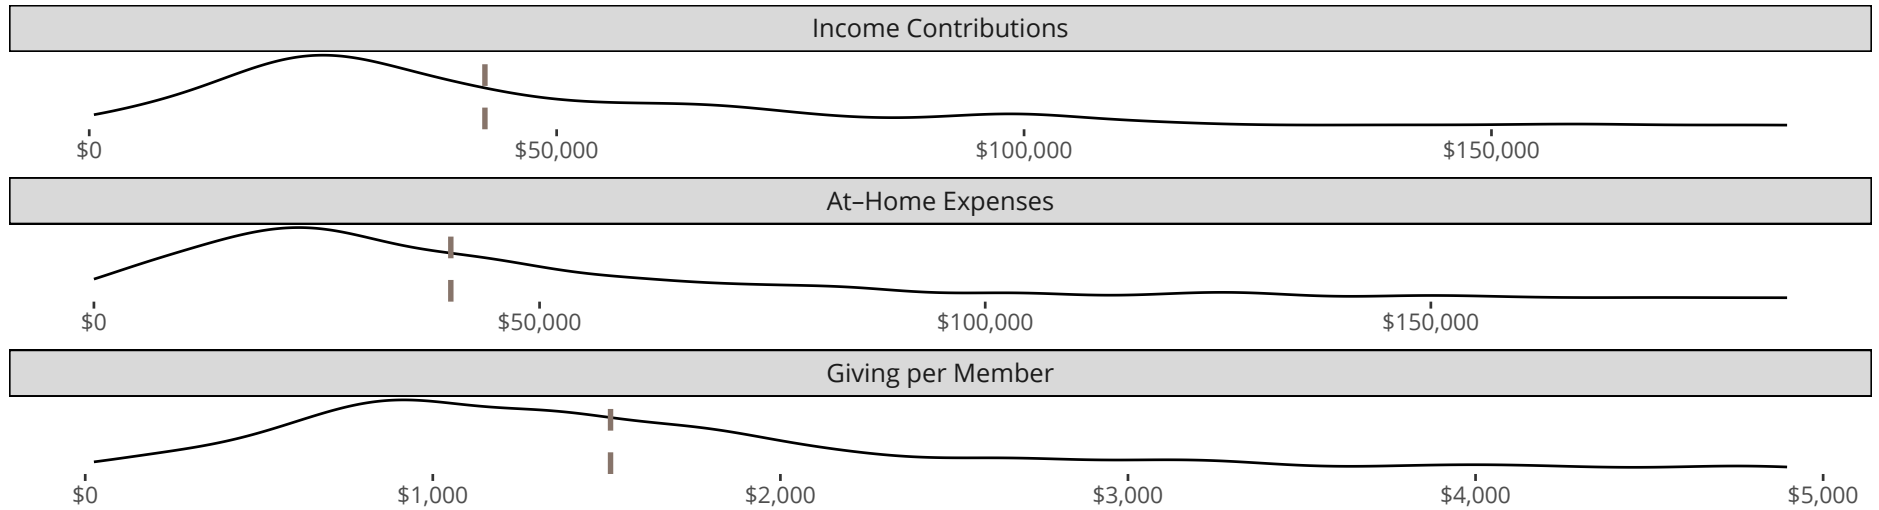 Income Contributions
$0 $50,000 $100,000 $150,000
At–Home Expenses
$0 $50,000 $100,000 $150,000
Giving per Member
$0 $1,000 $2,000 $3,000 $4,000 $5,000